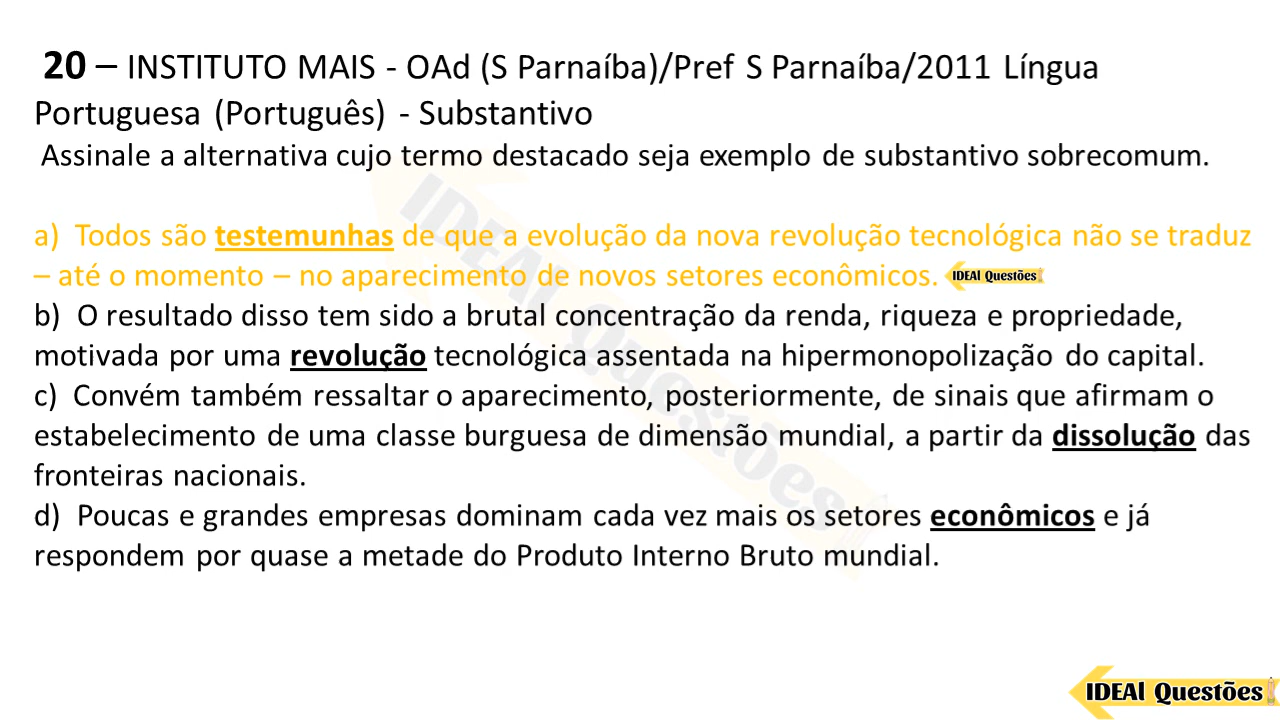 20 – INSTITUTO MAIS - OAd (S Parnaíba)/Pref S Parnaíba/2011 Língua
Portuguesa (Português) - Substantivo
Assinale a alternativa cujo termo destacado seja exemplo de substantivo sobrecomum.
a) Todos são testemunhas de que a evolução da nova revolução tecnológica não se traduz
– até o momento – no aparecimento de novos setores econômicos. IDEAl Questões
b) O resultado disso tem sido a brutal concentração da renda, riqueza e propriedade,
motivada por uma revolução tecnológica assentada na hipermonopolização do capital.
c) Convém também ressaltar o aparecimento, posteriormente, de sinais que afirmam o
estabelecimento de uma classe burguesa de dimensão mundial, a partir da dissolução das
fronteiras nacionais.
d) Poucas e grandes empresas dominam cada vez mais os setores econômicos e já
respondem por quase a metade do Produto Interno Bruto mundial.
IDEAl Questões
IDEAl Questões